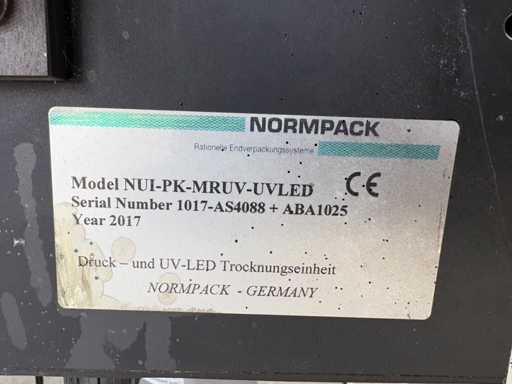 NORMPACK
Rationelle Endverpackungssysteme
Model NUI-PK-MRUV-UVLED CE
Serial Number 1017-AS4088 + ABA1025
Year 2017
Druck – und UV-LED Trocknungseinheit
NORMPACK - GERMANY